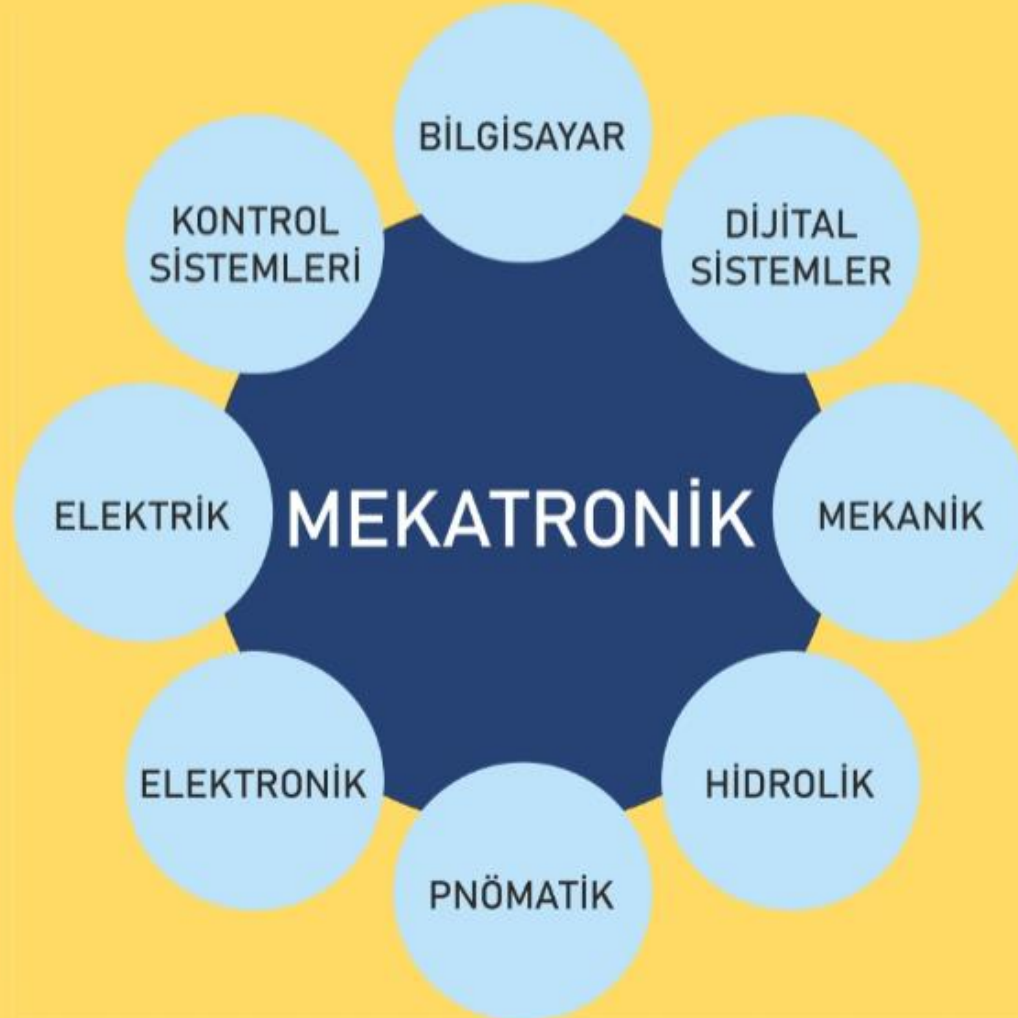 BİLGİSAYAR
KONTROL
SİSTEMLERİ
DİJİTAL
SİSTEMLER
ELEKTRİK
MEKATRONİK
MEKANİK
ELEKTRONİK
HİDROLİK
PNÖMATİK